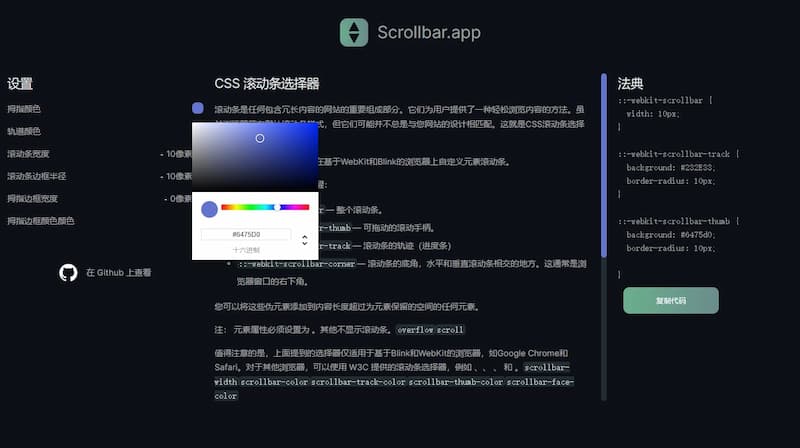 Scrollbar.app
设置
拇指颜色
轨道颜色
滚动条宽度
- 10像素
滚动条边框半径
- 10像素
拇指边框宽度
- 0像素
拇指边框颜色颜色
在 Github 上查看
#6475D0
十六进制
CSS 滚动条选择器
滚动条是任何包含冗长内容的网站的重要组成部分。它们为用户提供了一种轻松浏览内容的方法。虽
样式，但它们可能并不总是与您网站的设计相匹配。这就是CSS滚动条选择
在基于WebKit和Blink的浏览器上自定义元素滚动条。
— 整个滚动条。
-thumb — 可拖动的滚动手柄。
-track — 滚动条的轨迹（进度条）
::-webkit-scrollbar-corner — 滚动条的底角，水平和垂直滚动条相交的地方。这通常是浏
览器窗口的右下角。
您可以将这些伪元素添加到内容长度超过为元素保留的空间的任何元素。
注： 元素属性必须设置为 。其他不显示滚动条。overflow scroll
值得注意的是，上面提到的选择器仅适用于基于Blink和WebKit的浏览器，如Google Chrome和
Safari。对于其他浏览器，可以使用 W3C 提供的滚动条选择器，例如 、 、 、 和 。scrollbar-
width scrollbar-color scrollbar-track-color scrollbar-thumb-color scrollbar-face-
color
法典
::-webkit-scrollbar {
width: 10px;
}
::-webkit-scrollbar-track {
background: #232E33;
border-radius: 10px;
}
::-webkit-scrollbar-thumb {
background: #6475d0;
border-radius: 10px;
}
复制代码